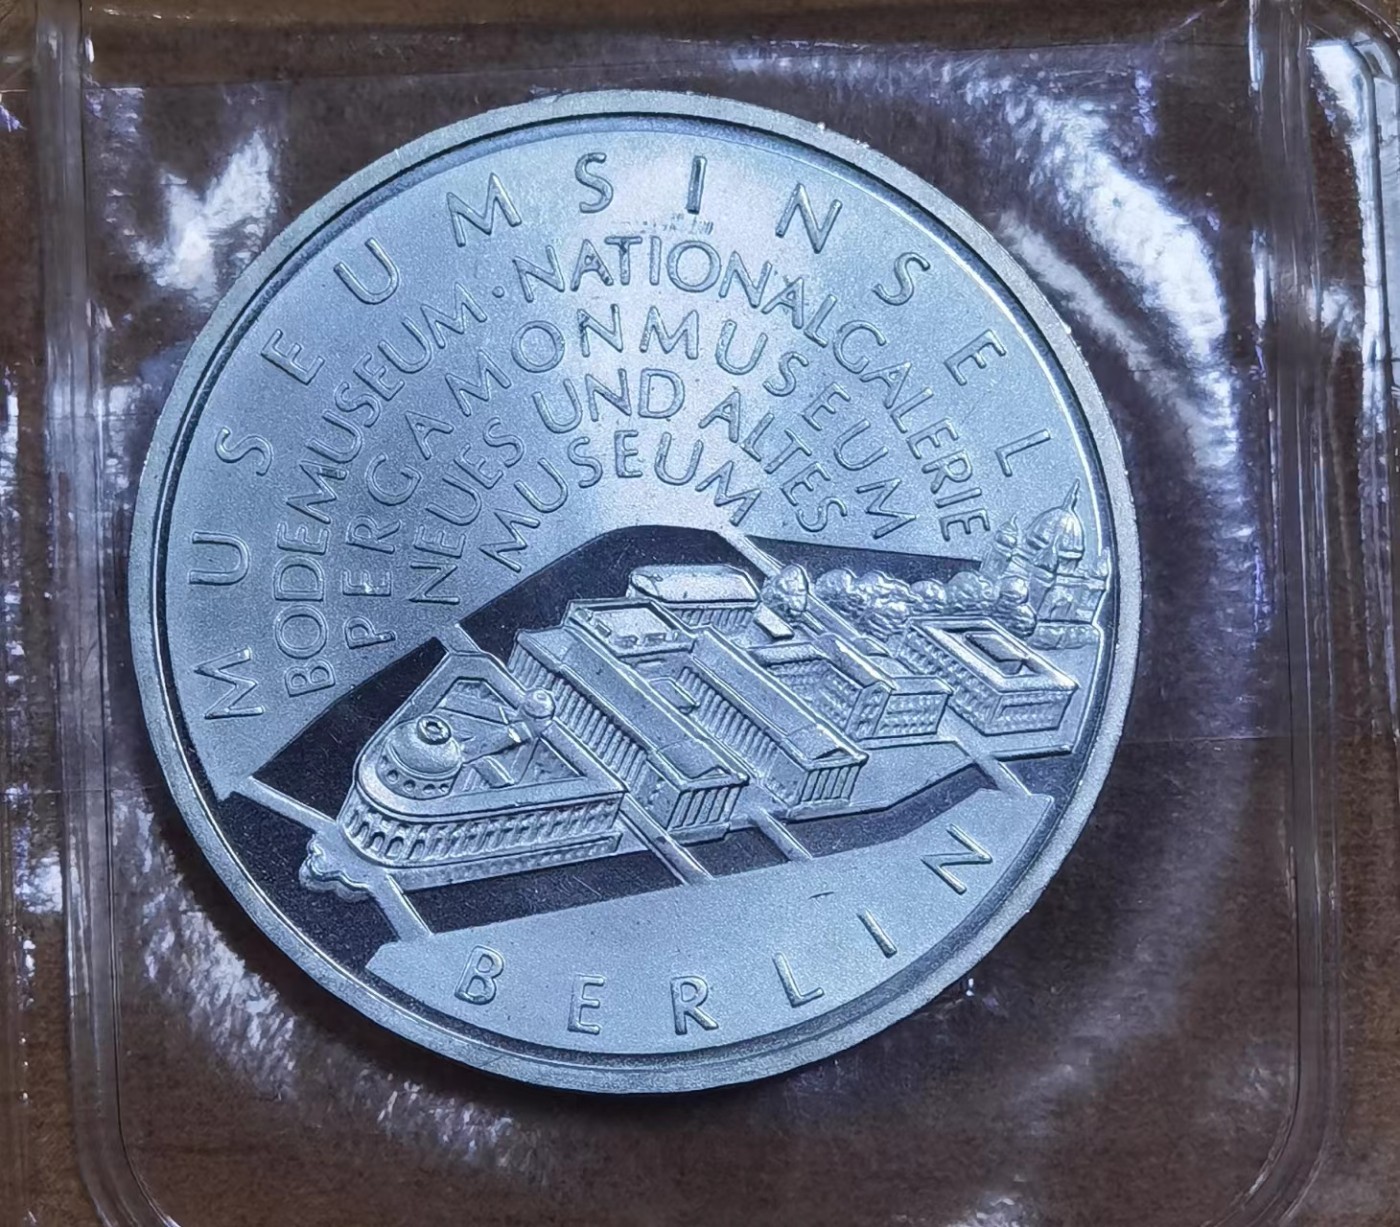 MUSEUMSINSEL
BODEMUSEUM · NATIONALGALERIE
PERGAMONMUSEUM
NEUES UND ALTES
MUSEUM
BERLIN